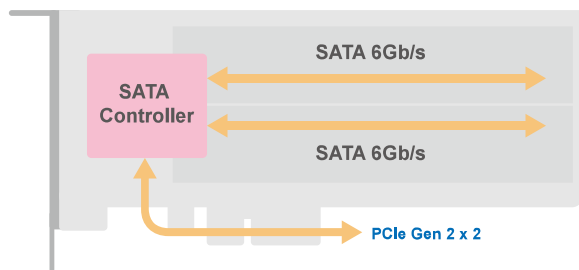 SATA 6Gb/s
SATA
Controller
SATA 6Gb/s
PCIe Gen 2 x 2